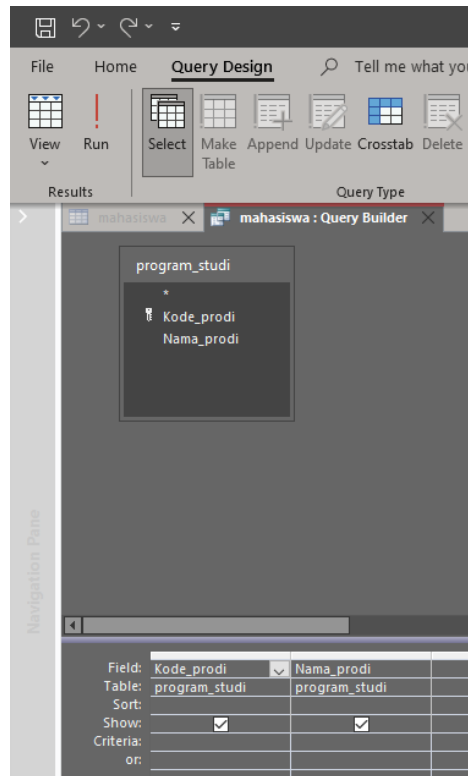 File Home Query Design Tell me what you
View Run Select Make Table Append Update Crosstab Delete
Results Query Type
mahasiswa mahasiswa : Query Builder
program_studi
*
Kode_prodi
Nama_prodi
Navigation Pane
Field: Kode_prodi Nama_prodi
Table: program_studi program_studi
Sort:
Show:
Criteria:
or: